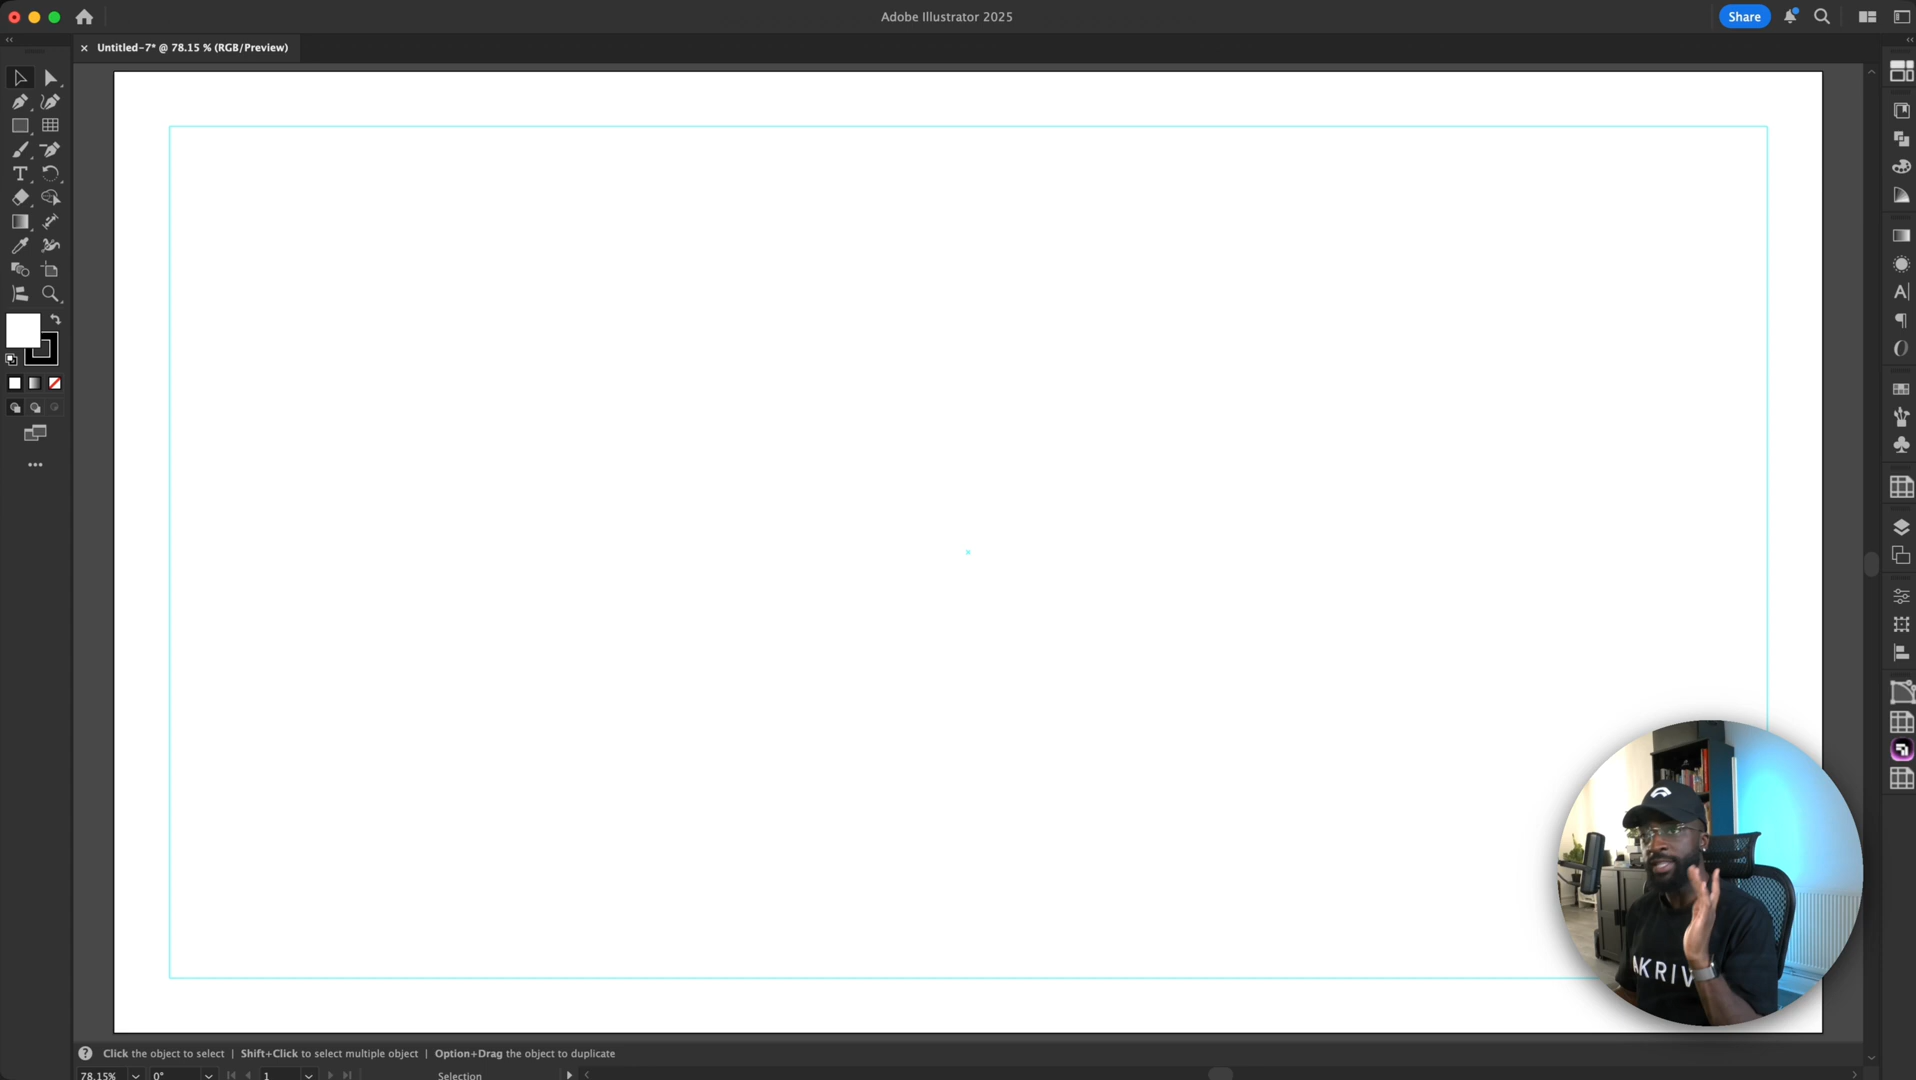 Adobe Illustrator 2025
Share
Untitled-7* @ 78.15 % (RGB/Preview)
AKRIV
Click the object to select | Shift+Click to select multiple object | Option+Drag the object to duplicate
78.15%
0°
1
Selection